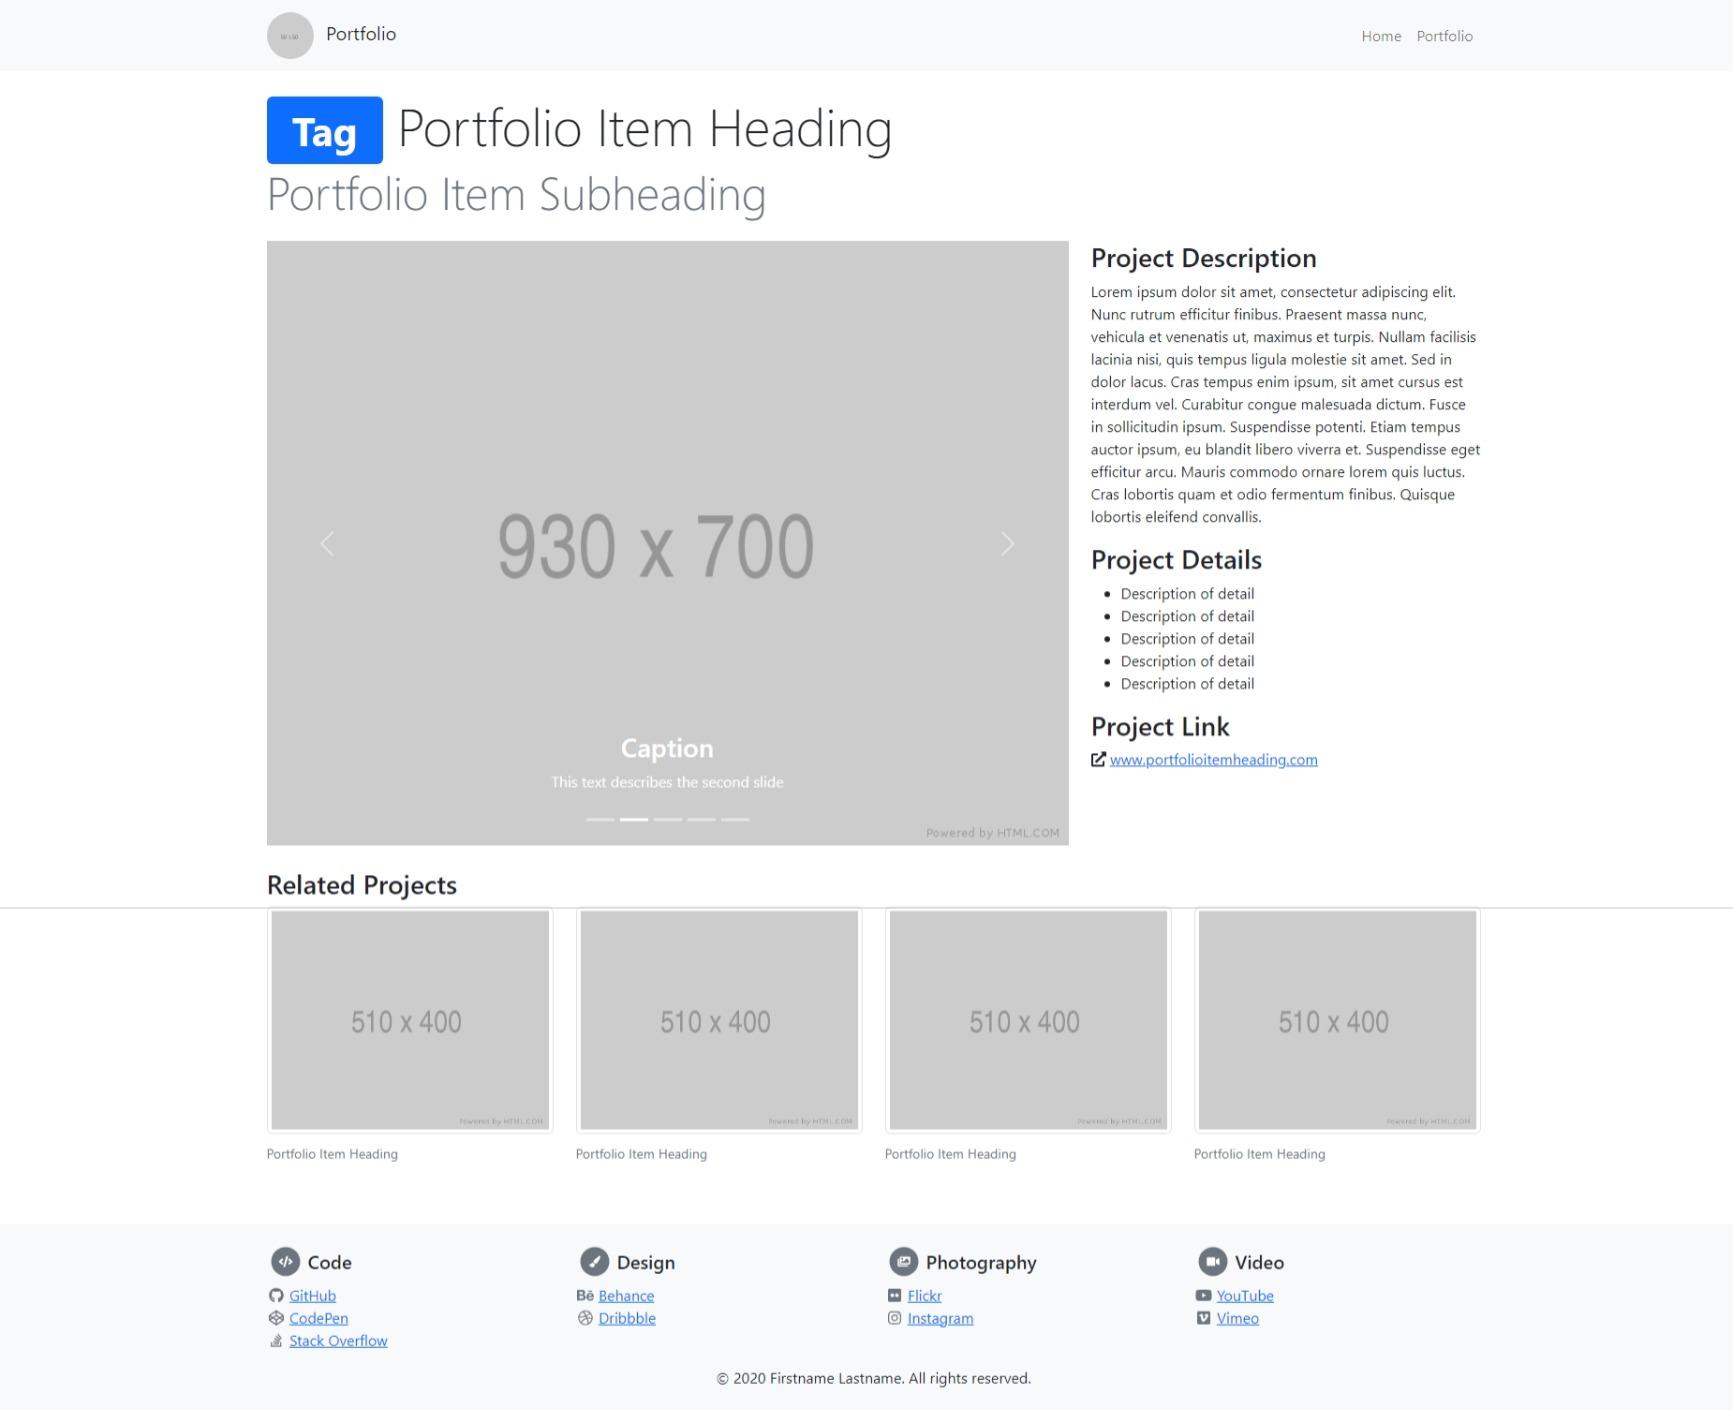 50 x 50
Portfolio
Home
Portfolio
Tag
Portfolio Item Heading
Portfolio Item Subheading
930 x 700
Caption
This text describes the second slide
Powered by HTML.COM
Project Description
Lorem ipsum dolor sit amet, consectetur adipiscing elit.
Nunc rutrum efficitur finibus. Praesent massa nunc,
vehicula et venenatis ut, maximus et turpis. Nullam facilisis
lacinia nisi, quis tempus ligula molestie sit amet. Sed in
dolor lacus. Cras tempus enim ipsum, sit amet cursus est
interdum vel. Curabitur congue malesuada dictum. Fusce
in sollicitudin ipsum. Suspendisse potenti. Etiam tempus
auctor ipsum, eu blandit libero viverra et. Suspendisse eget
efficitur arcu. Mauris commodo ornare lorem quis luctus.
Cras lobortis quam et odio fermentum finibus. Quisque
lobortis eleifend convallis.
Project Details
Description of detail
Description of detail
Description of detail
Description of detail
Description of detail
Project Link
www.portfolioitemheading.com
Related Projects
510 x 400
Powered by HTML.COM
Portfolio Item Heading
510 x 400
Powered by HTML.COM
Portfolio Item Heading
510 x 400
Powered by HTML.COM
Portfolio Item Heading
510 x 400
Powered by HTML.COM
Portfolio Item Heading
Code
GitHub
CodePen
Stack Overflow
Design
Bē Behance
Dribbble
Photography
Flickr
Instagram
Video
YouTube
Vimeo
© 2020 Firstname Lastname. All rights reserved.